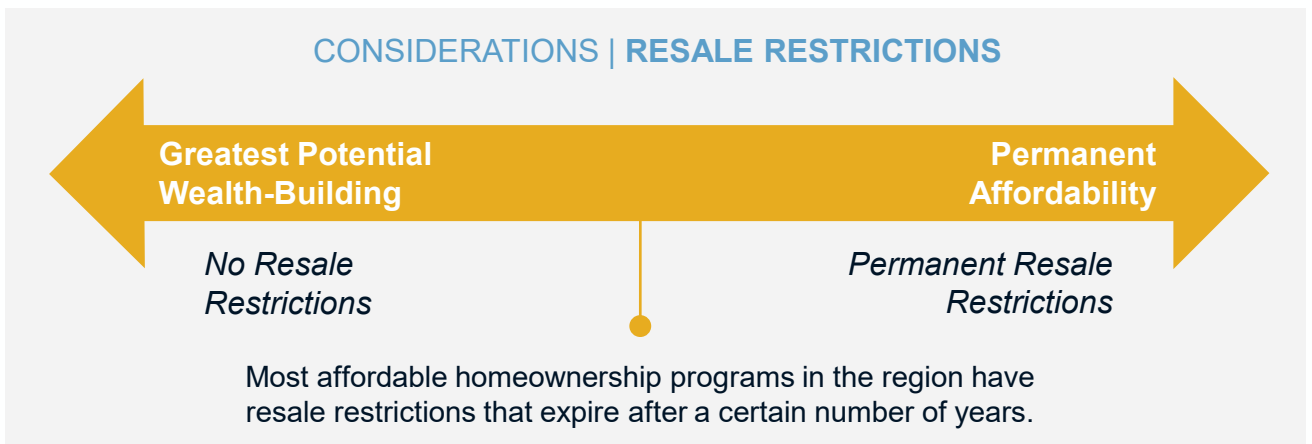 CONSIDERATIONS | RESALE RESTRICTIONS
Greatest Potential
Wealth-Building
Permanent
Affordability
No Resale
Restrictions
Permanent Resale
Restrictions
Most affordable homeownership programs in the region have
resale restrictions that expire after a certain number of years.